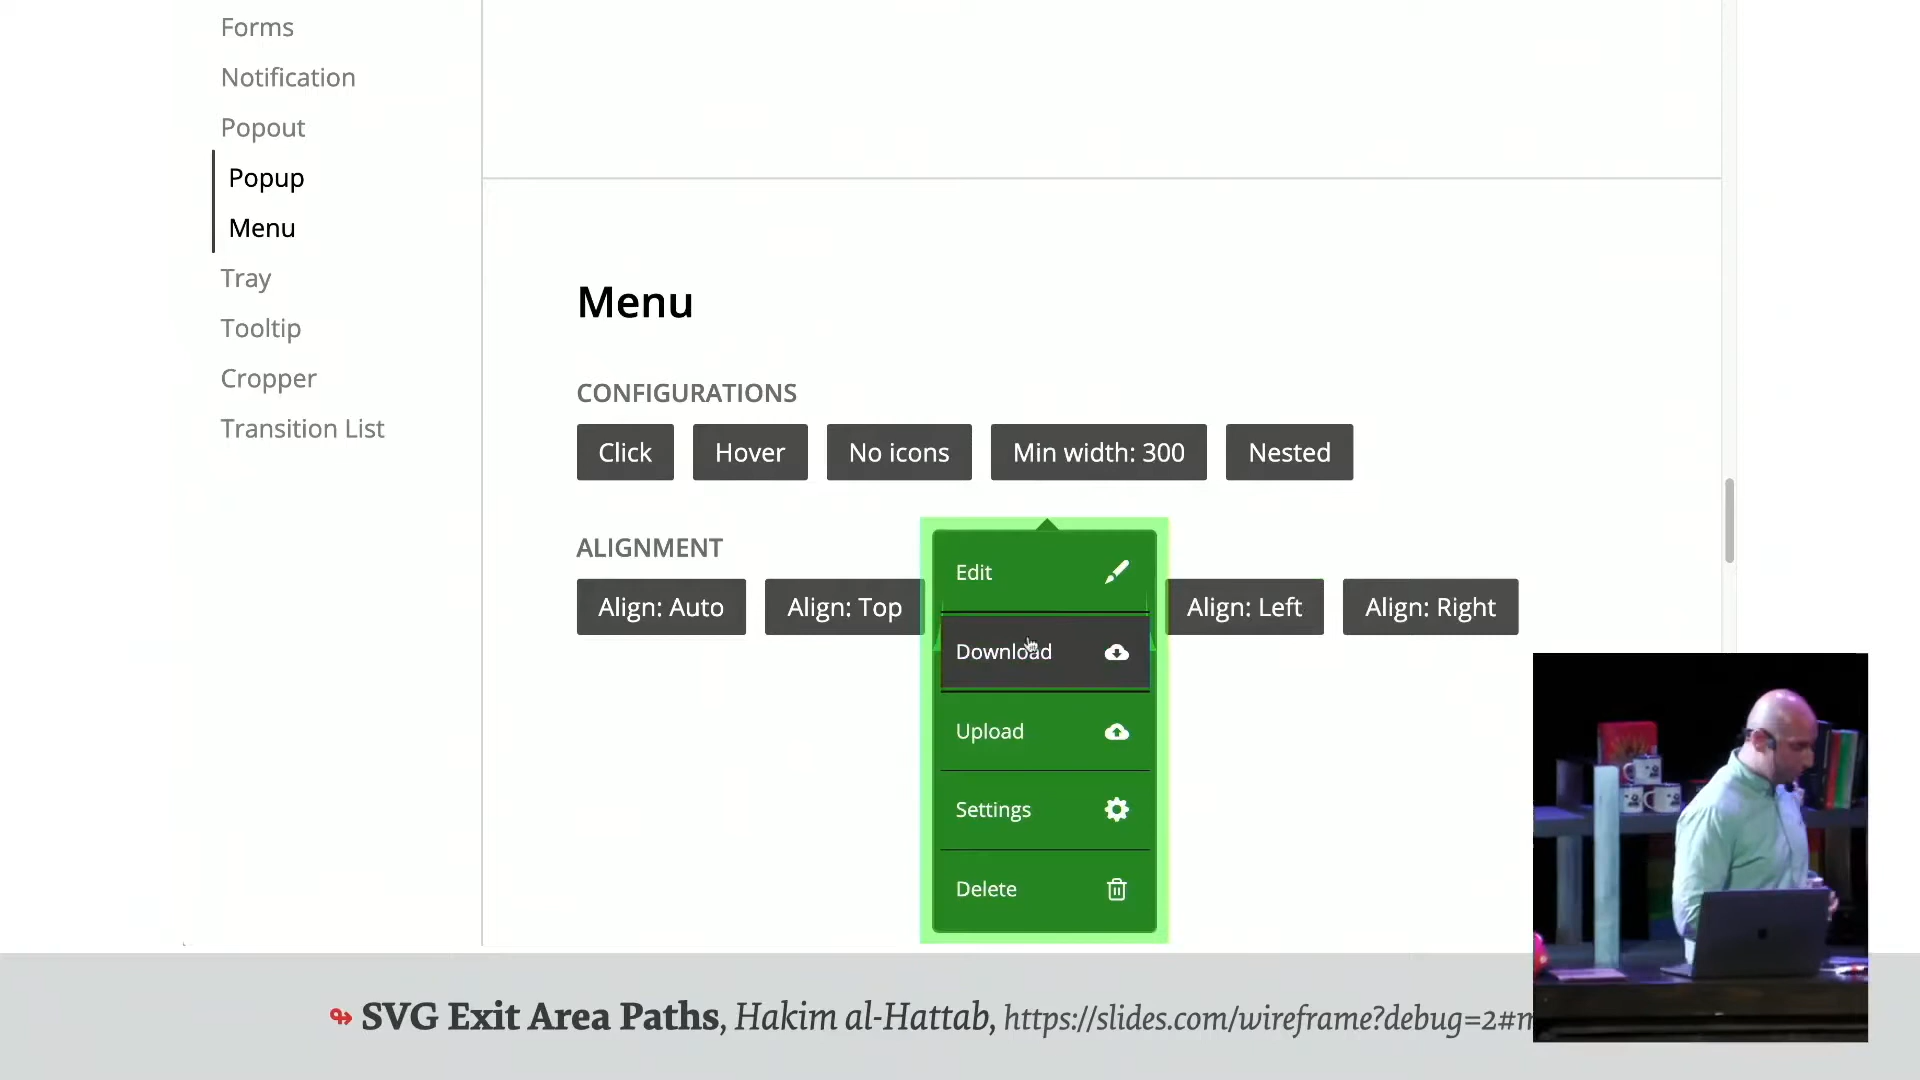 Forms
Notification
Popout
Popup
Menu
Tray
Tooltip
Cropper
Transition List
Menu
CONFIGURATIONS
Click Hover No icons Min width: 300 Nested
ALIGNMENT
Align: Auto Align: Top Align: Left Align: Right
Edit
Download
Upload
Settings
Delete
SVG Exit Area Paths, Hakim al-Hattab, https://slides.com/wireframe?debug=2#m